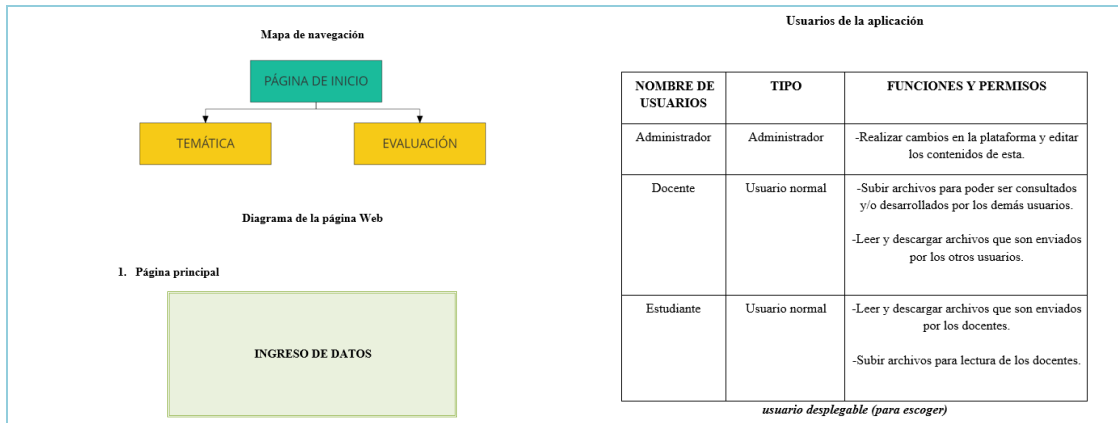 Mapa de navegación
PÁGINA DE INICIO
TEMÁTICA
EVALUACIÓN
Diagrama de la página Web
1. Página principal
INGRESO DE DATOS
Usuarios de la aplicación
NOMBRE DE
USUARIOS
TIPO
FUNCIONES Y PERMISOS
Administrador
Administrador
-Realizar cambios en la plataforma y editar
los contenidos de esta.
Docente
Usuario normal
-Subir archivos para poder ser consultados
y/o desarrollados por los demás usuarios.
-Leer y descargar archivos que son enviados
por los otros usuarios.
Estudiante
Usuario normal
-Leer y descargar archivos que son enviados
por los docentes.
-Subir archivos para lectura de los docentes.
usuario desplegable (para escoger)